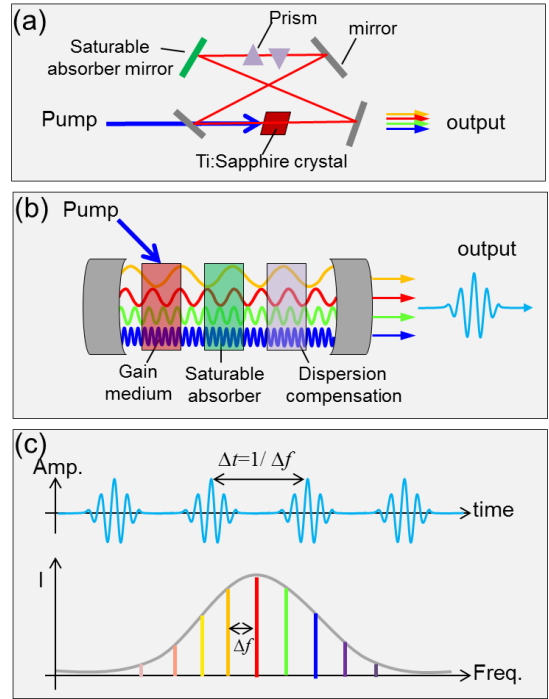 (a)
Prism
mirror
Saturable
absorber mirror
Pump
output
Ti:Sapphire crystal
(b)
Pump
output
Gain
medium
Saturable
absorber
Dispersion
compensation
(c)
Δt=1/ Δf
Amp.
time
I
Δf
Freq.